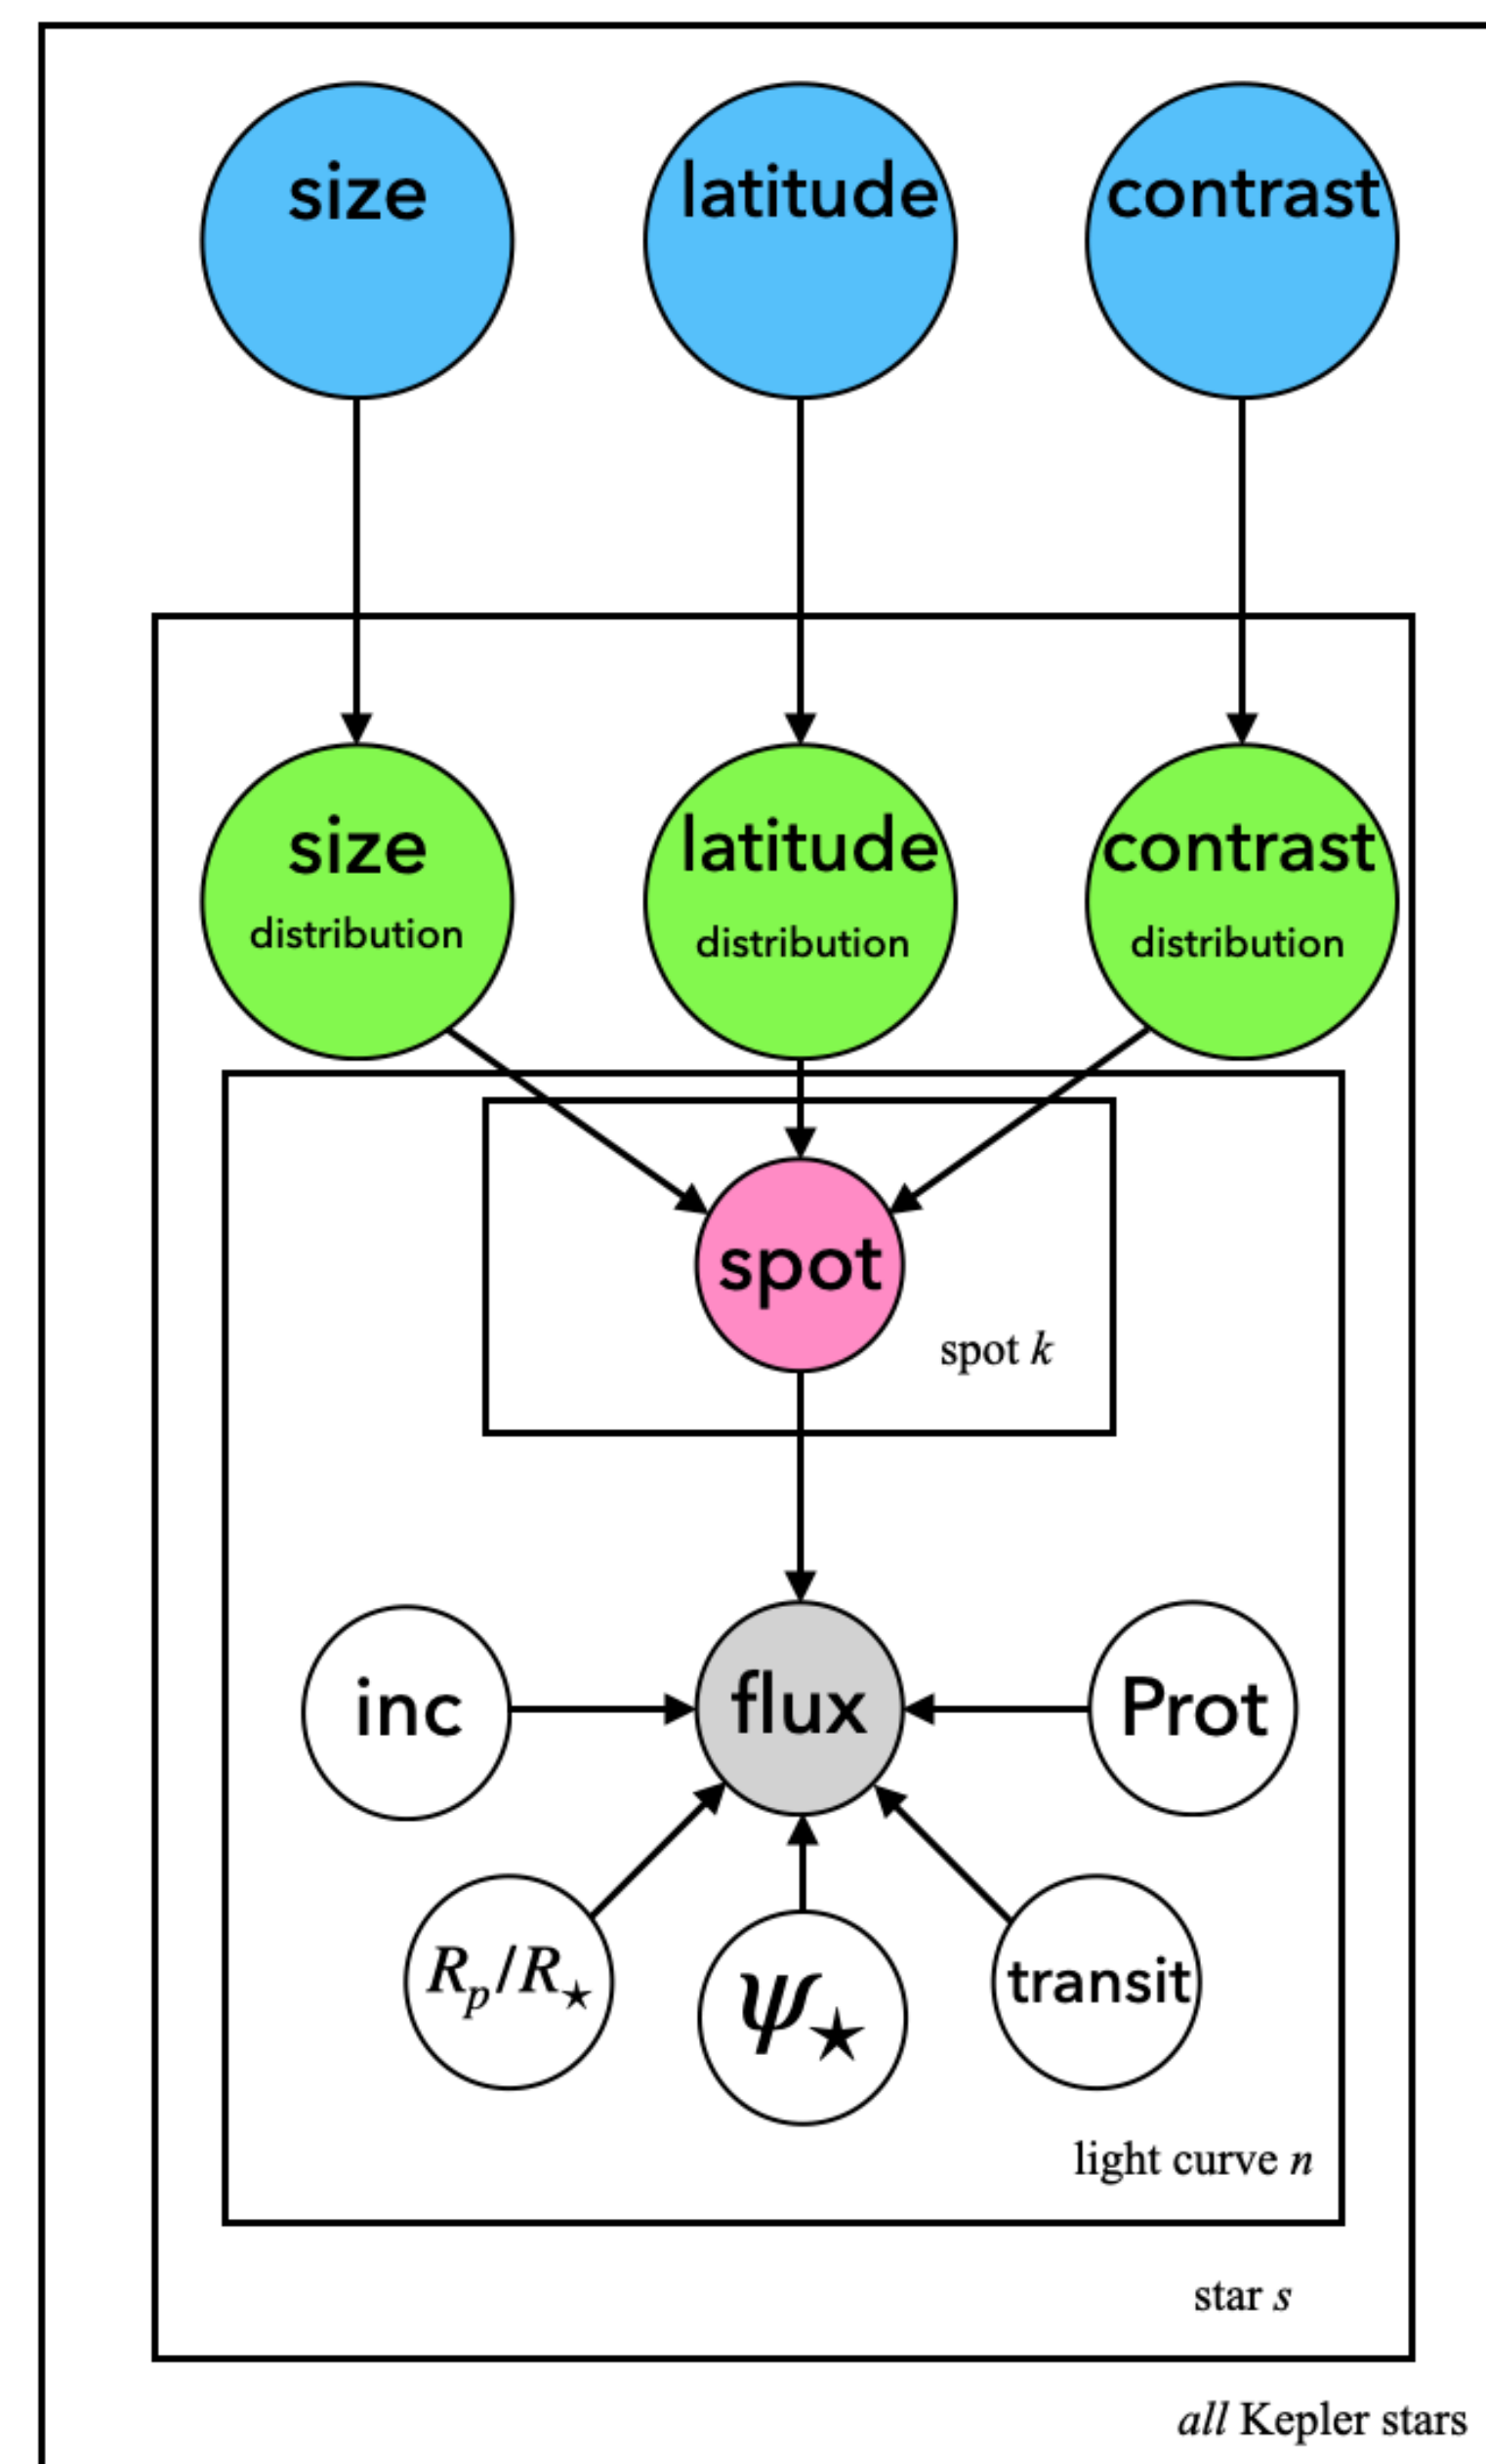 size
latitude
contrast
size
distribution
latitude
distribution
contrast
distribution
spot
spot k
inc
flux
Prot
R_p/R_★
ψ_★
transit
light curve n
star s
all Kepler stars